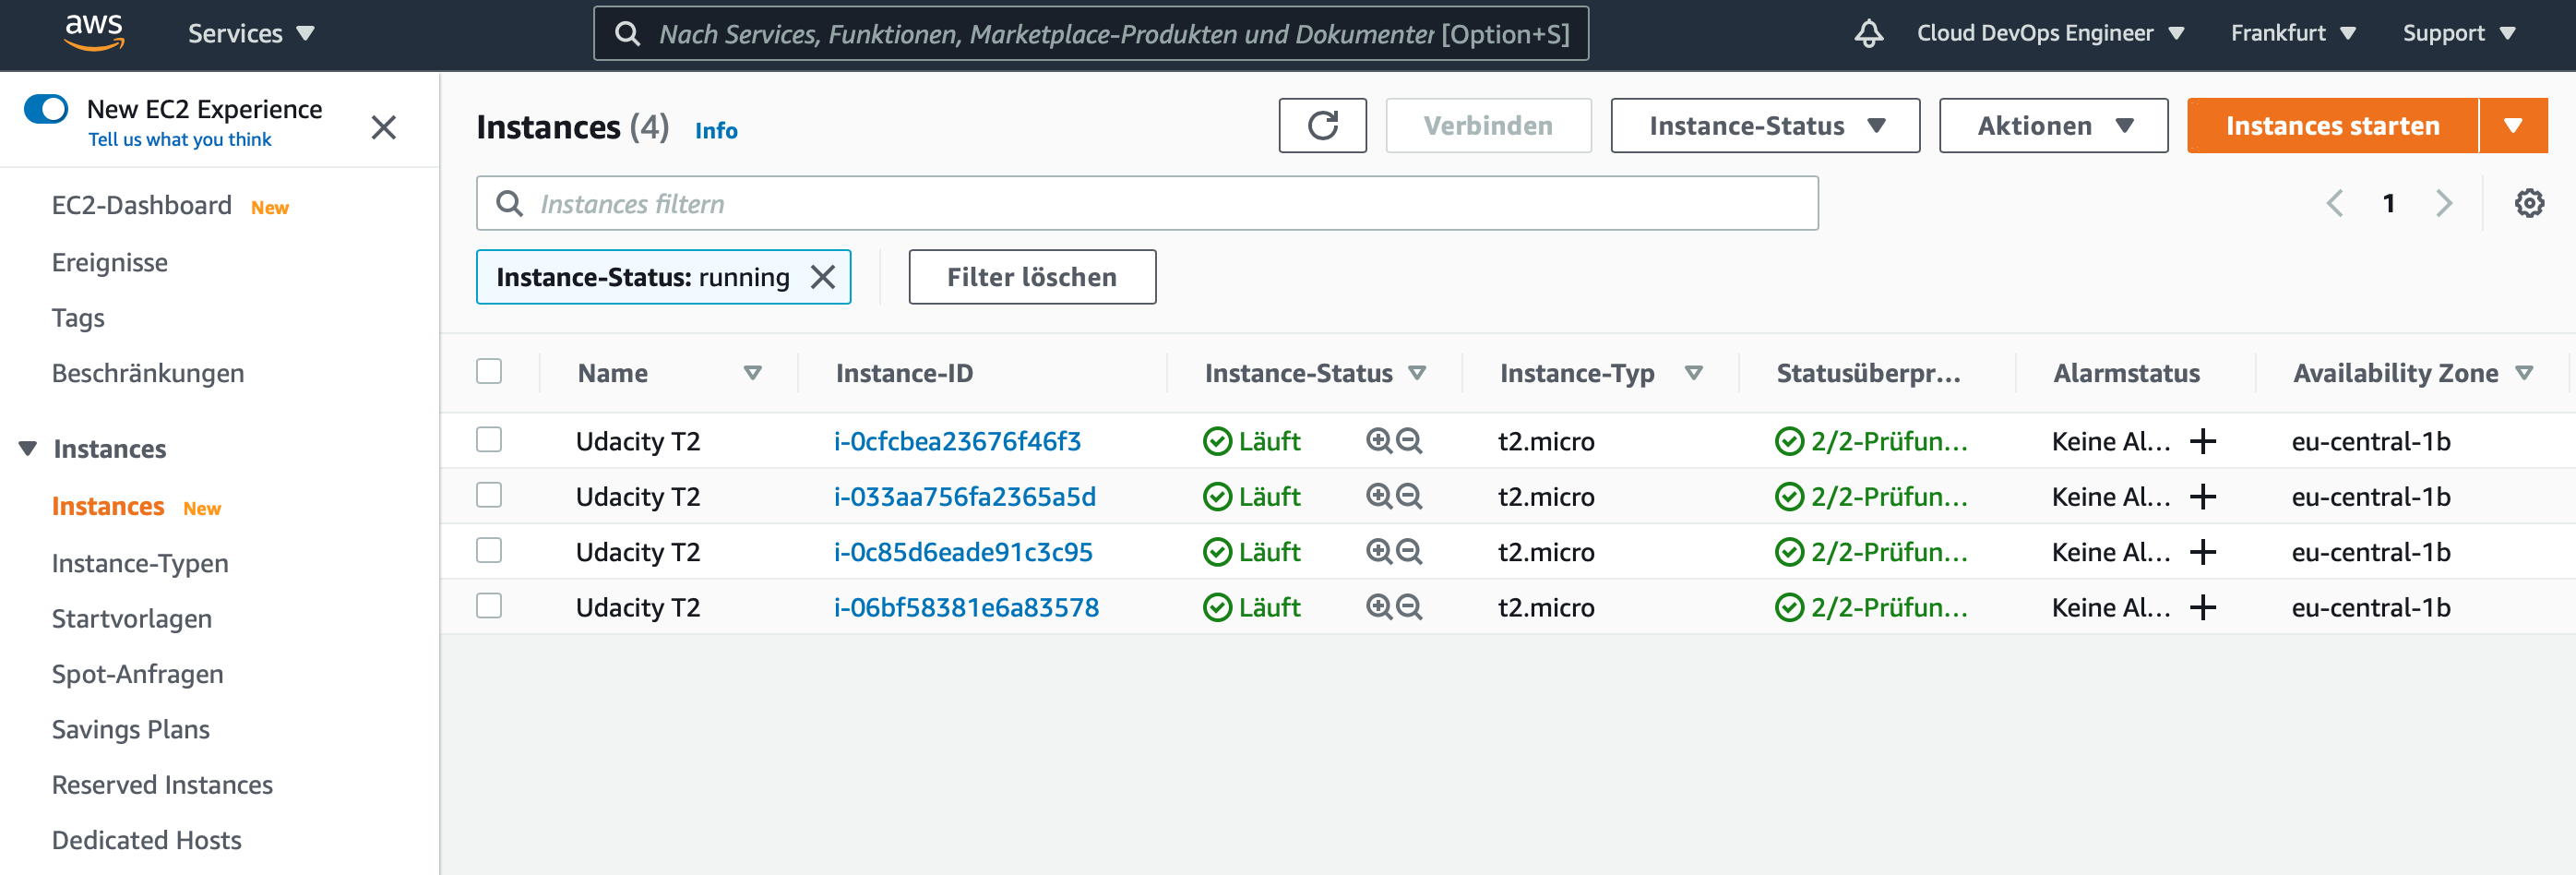 aws Services Nach Services, Funktionen, Marketplace-Produkten und Dokumenter [Option+S] Cloud DevOps Engineer Frankfurt Support
New EC2 Experience
Tell us what you think
EC2-Dashboard New
Ereignisse
Tags
Beschränkungen
Instances
Instances New
Instance-Typen
Startvorlagen
Spot-Anfragen
Savings Plans
Reserved Instances
Dedicated Hosts
Instances (4) Info Verbinden Instance-Status Aktionen Instances starten
Instances filtern 1
Instance-Status: running Filter löschen
Name Instance-ID Instance-Status Instance-Typ Statusüberpr... Alarmstatus Availability Zone
Udacity T2 i-0cfcbea23676f46f3 Läuft t2.micro 2/2-Prüfun... Keine Al... eu-central-1b
Udacity T2 i-033aa756fa2365a5d Läuft t2.micro 2/2-Prüfun... Keine Al... eu-central-1b
Udacity T2 i-0c85d6eade91c3c95 Läuft t2.micro 2/2-Prüfun... Keine Al... eu-central-1b
Udacity T2 i-06bf58381e6a83578 Läuft t2.micro 2/2-Prüfun... Keine Al... eu-central-1b